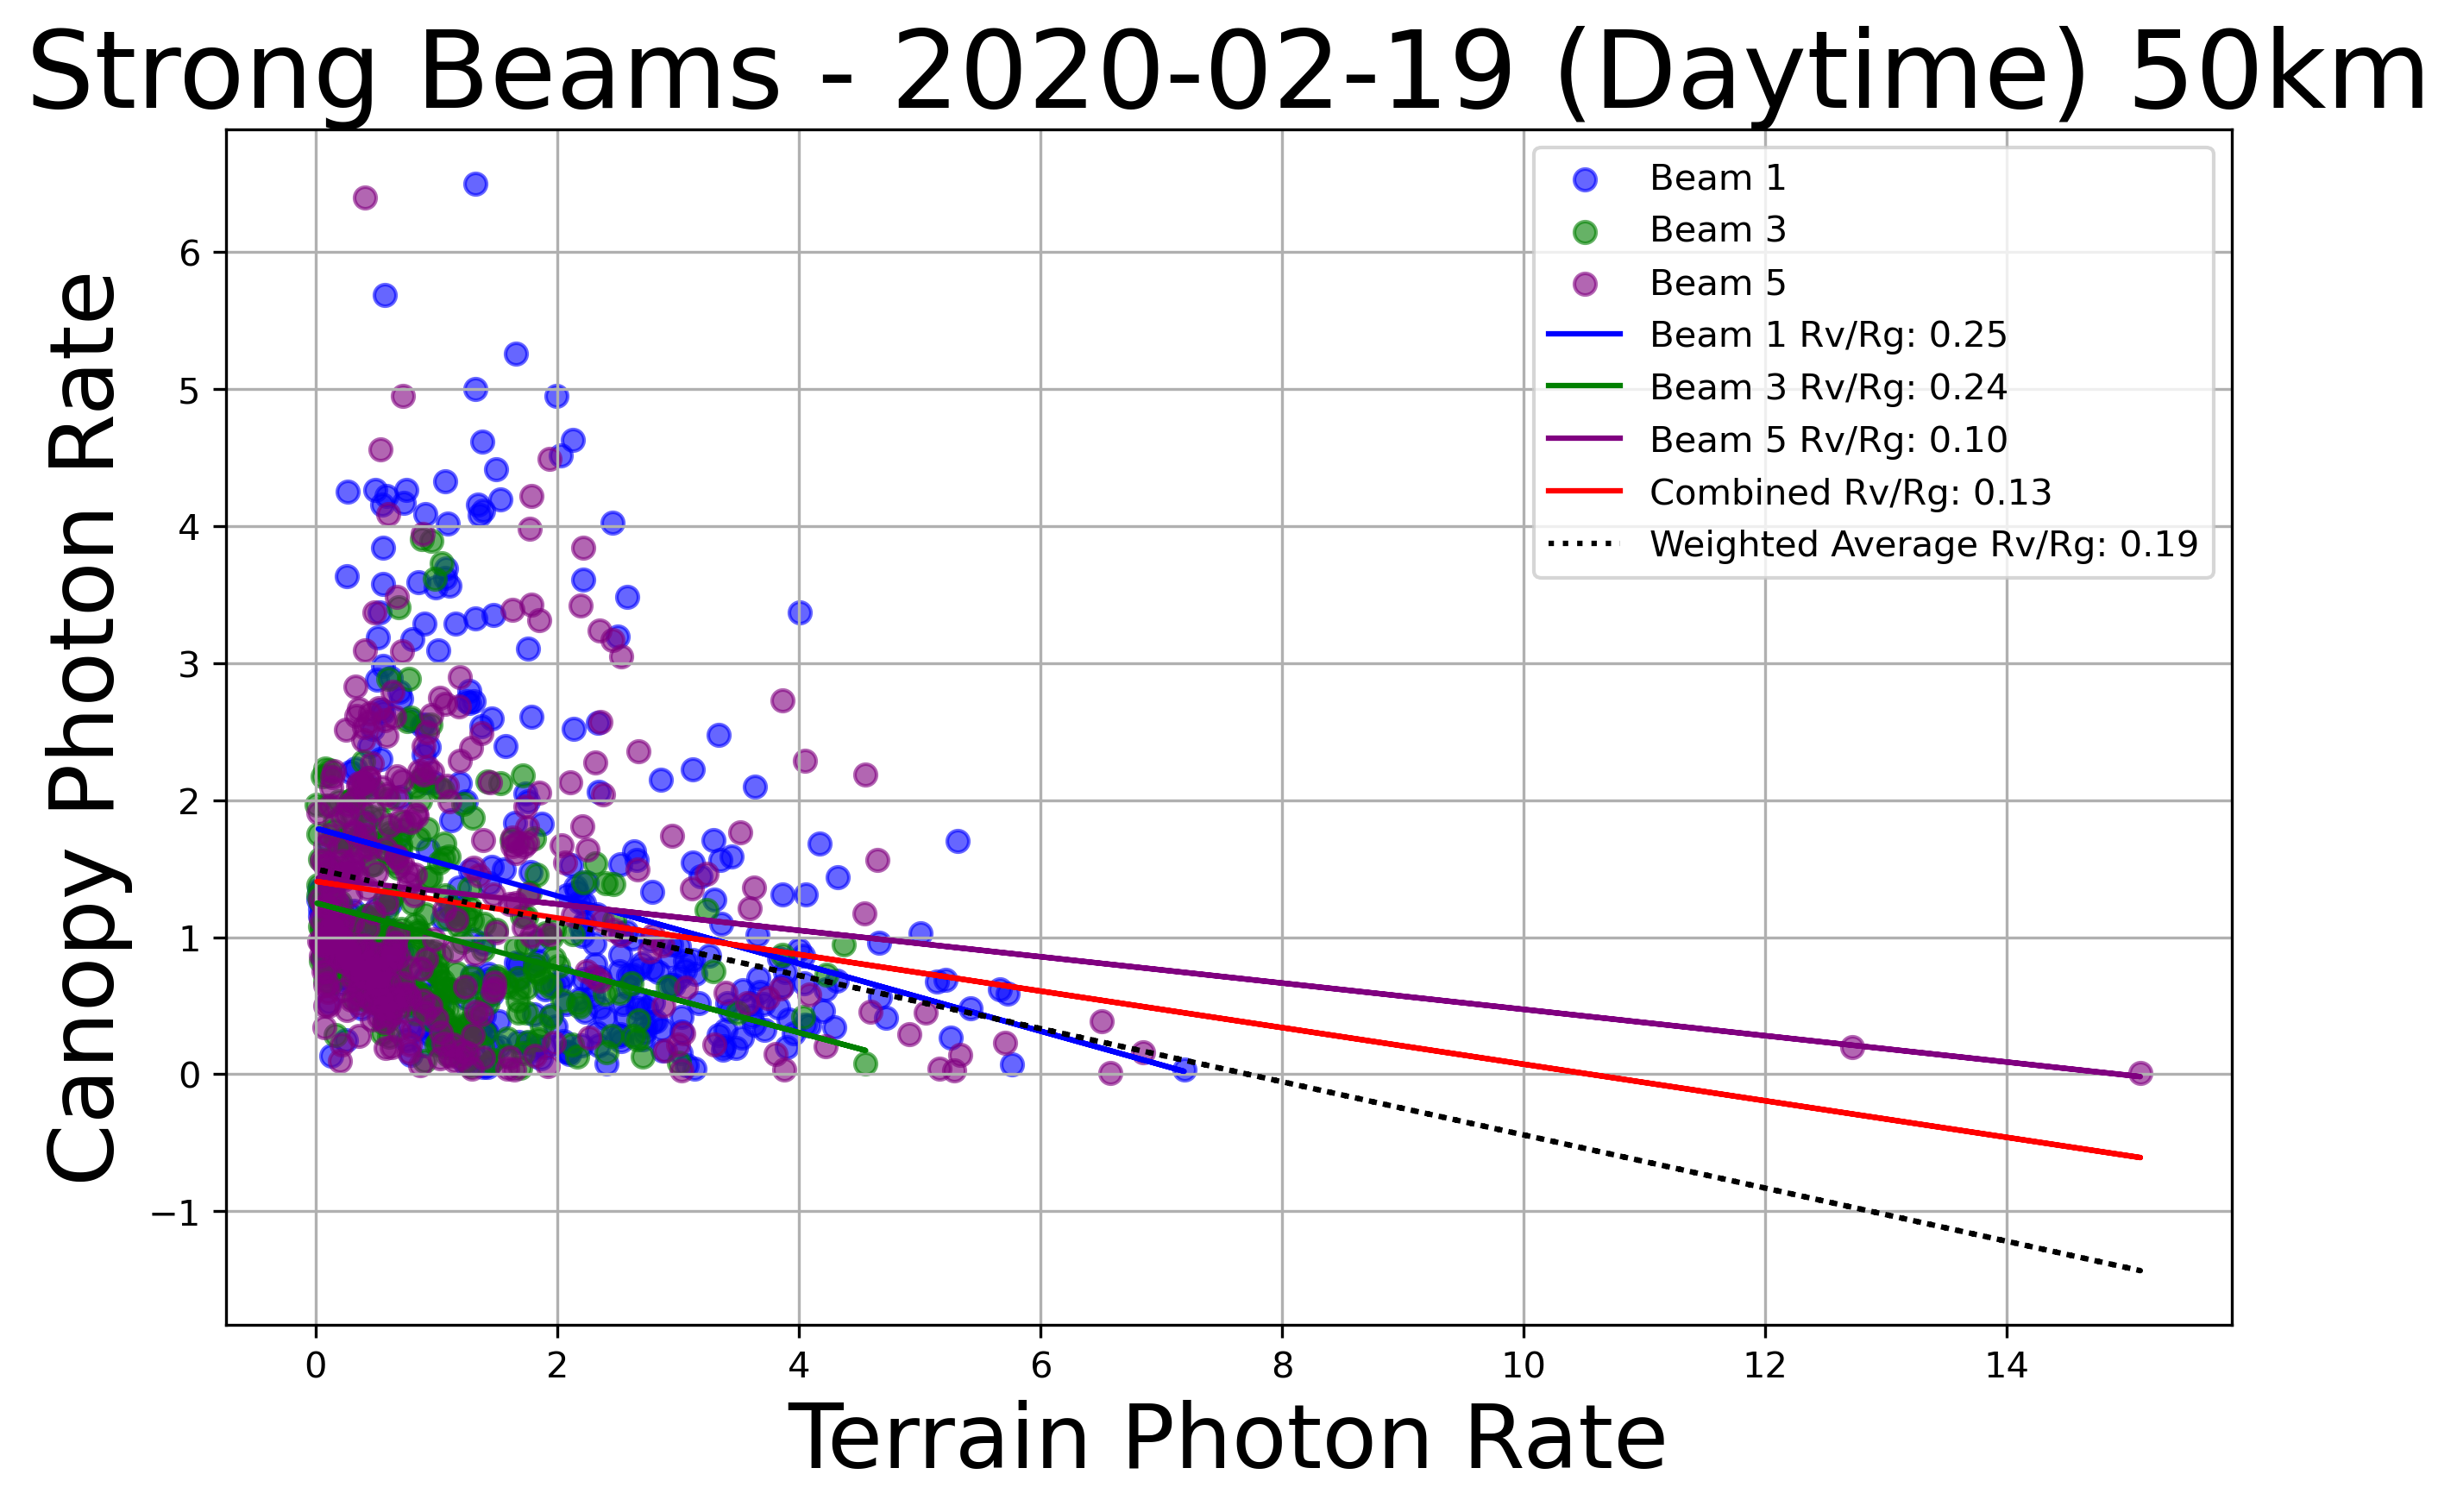 Strong Beams - 2020-02-19 (Daytime) 50km
Beam 1
Beam 3
Beam 5
Beam 1 Rv/Rg: 0.25
Beam 3 Rv/Rg: 0.24
Beam 5 Rv/Rg: 0.10
Combined Rv/Rg: 0.13
Weighted Average Rv/Rg: 0.19
Canopy Photon Rate
6
5
4
3
2
1
0
−1
0 2 4 6 8 10 12 14
Terrain Photon Rate